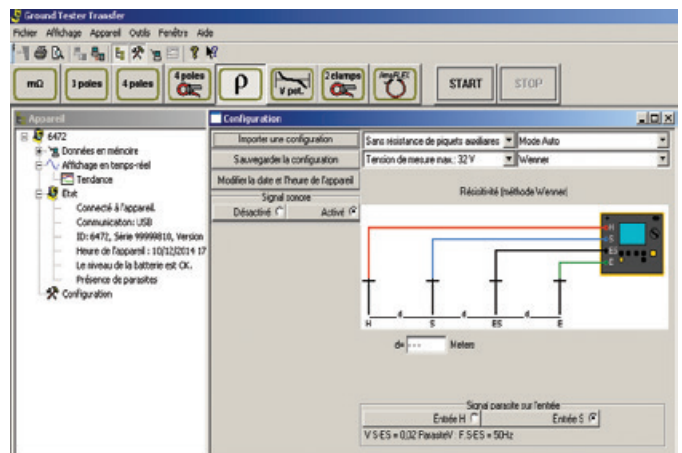 Ground Tester Transfer
Fichier Affichage Appareil Outils Fenêtre Aide
mΩ 3 poles 4 poles 4 poles ρ V pot. 2 clamps AmpFLEX START STOP
Appareil
6472
Données en mémoire
Affichage en temps-réel
Tendance
Etat
Connecté à l'appareil.
Communication: USB
ID: 6472, Série 99999810, Version
Heure de l'appareil : 10/12/2014 17
Le niveau de la batterie est OK.
Présence de parasites
Configuration
Configuration
Importer une configuration
Sauvegarder la configuration
Modifier la date et l'heure de l'appareil
Signal sonore
Désactivé Activé
Sans résistance de piquets auxiliaires Mode Auto
Tension de mesure max.: 32 V Wenner
Résistivité (méthode Wenner)
H
S
ES
E
d d d
H S ES E
d= --- Meters
Signal parasite sur l'entrée
Entrée H Entrée S
V S-ES = 0,02 ParasiteV : F.S-ES = 50Hz